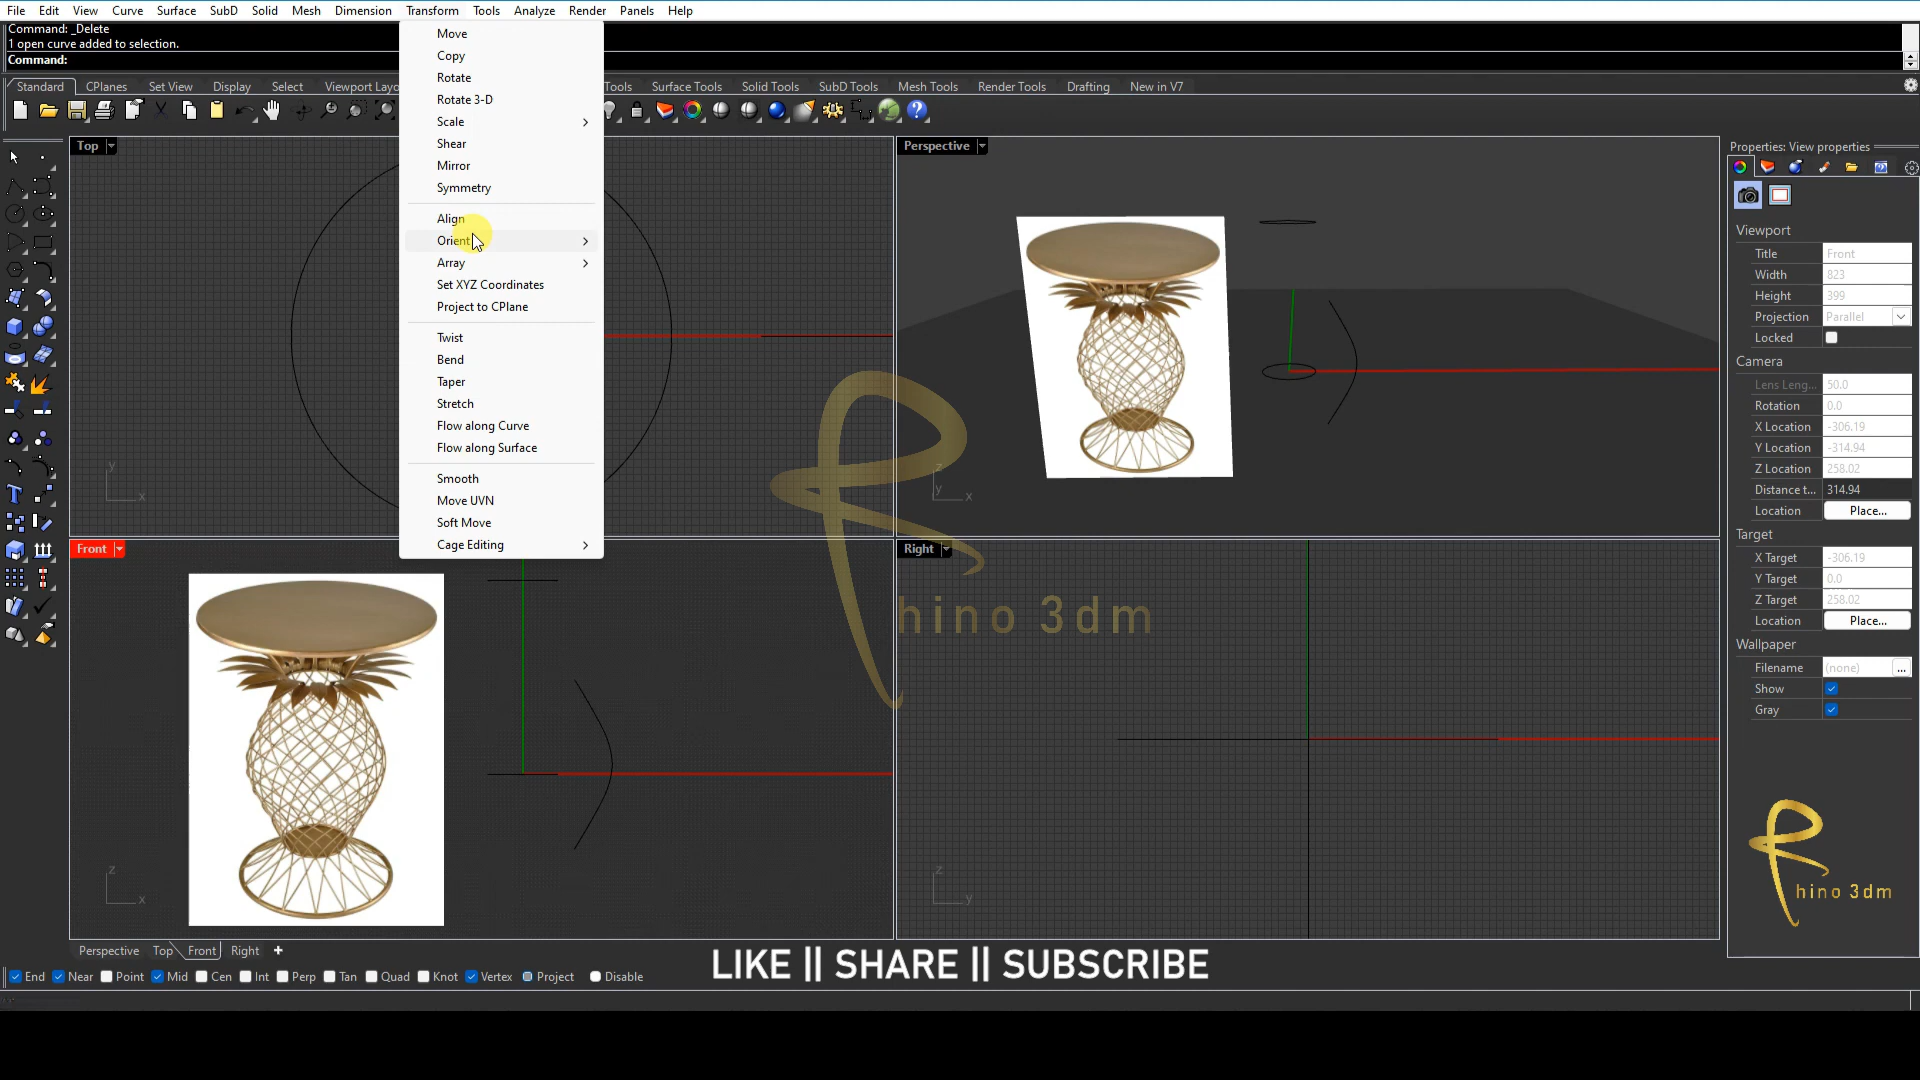 File Edit View Curve Surface SubD Solid Mesh Dimension Transform Tools Analyze Render Panels Help
Command: _Delete
1 open curve added to selection.
Command:
Standard CPlanes Set View Display Select Viewport Layo Tools Surface Tools Solid Tools SubD Tools Mesh Tools Render Tools Drafting New in V7
Move
Copy
Rotate
Rotate 3-D
Scale
Shear
Mirror
Symmetry
Align
Orient
Array
Set XYZ Coordinates
Project to CPlane
Twist
Bend
Taper
Stretch
Flow along Curve
Flow along Surface
Smooth
Move UVN
Soft Move
Cage Editing
Top
y
x
Perspective
z
y
x
Front
z
x
Right
z
y
hino 3dm
Properties: View properties
Viewport
Title Front
Width 823
Height 399
Projection Parallel
Locked
Camera
Lens Leng... 50.0
Rotation 0.0
X Location -306.19
Y Location -314.94
Z Location 258.02
Distance t... 314.94
Location Place...
Target
X Target -306.19
Y Target 0.0
Z Target 258.02
Location Place...
Wallpaper
Filename (none) ...
Show
Gray
hino 3dm
Perspective Top Front Right
LIKE || SHARE || SUBSCRIBE
End Near Point Mid Cen Int Perp Tan Quad Knot Vertex Project Disable